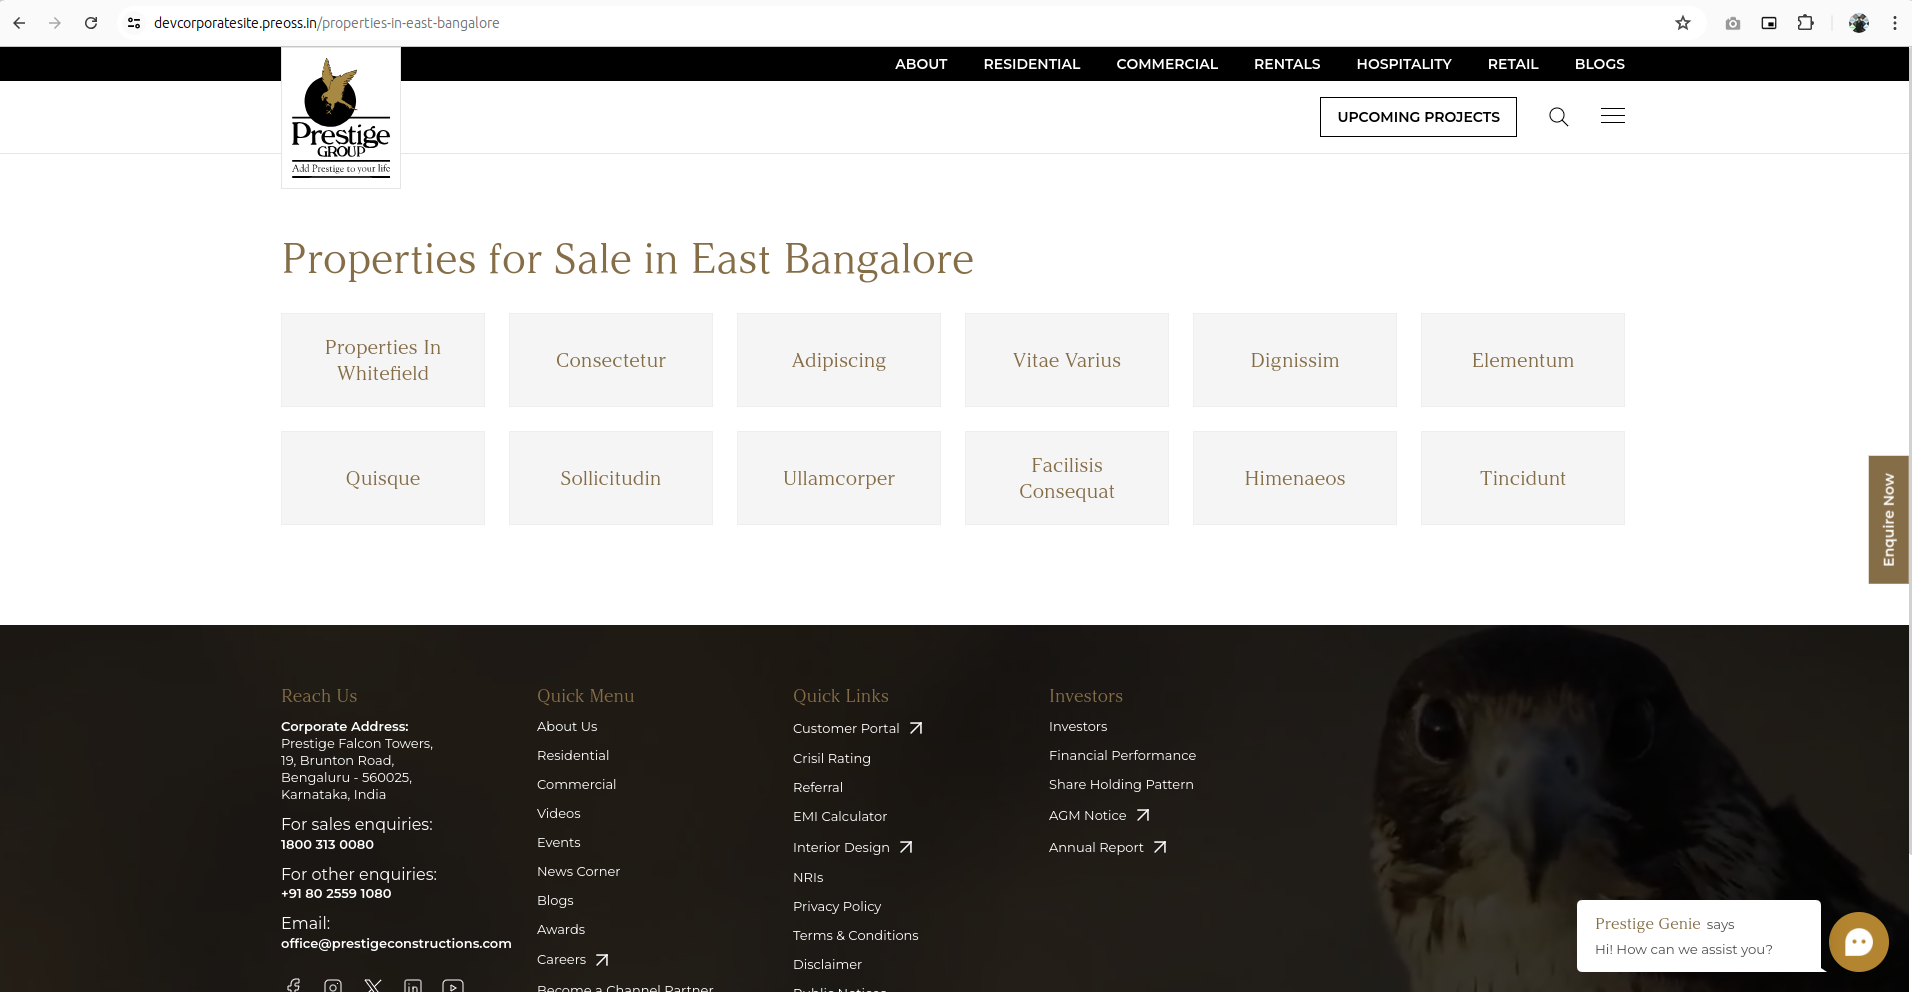 devcorporatesite.preoss.in/properties-in-east-bangalore
ABOUT RESIDENTIAL COMMERCIAL RENTALS HOSPITALITY RETAIL BLOGS
Prestige
GROUP
Add Prestige to your life
UPCOMING PROJECTS
Properties for Sale in East Bangalore
Properties In
Whitefield
Consectetur
Adipiscing
Vitae Varius
Dignissim
Elementum
Quisque
Sollicitudin
Ullamcorper
Facilisis
Consequat
Himenaeos
Tincidunt
Enquire Now
Reach Us
Corporate Address:
Prestige Falcon Towers,
19, Brunton Road,
Bengaluru - 560025,
Karnataka, India
For sales enquiries:
1800 313 0080
For other enquiries:
+91 80 2559 1080
Email:
office@prestigeconstructions.com
Quick Menu
About Us
Residential
Commercial
Videos
Events
News Corner
Blogs
Awards
Careers
Become a Channel Partner
Quick Links
Customer Portal
Crisil Rating
Referral
EMI Calculator
Interior Design
NRIs
Privacy Policy
Terms & Conditions
Disclaimer
Public Notices
Investors
Investors
Financial Performance
Share Holding Pattern
AGM Notice
Annual Report
Prestige Genie says
Hi! How can we assist you?